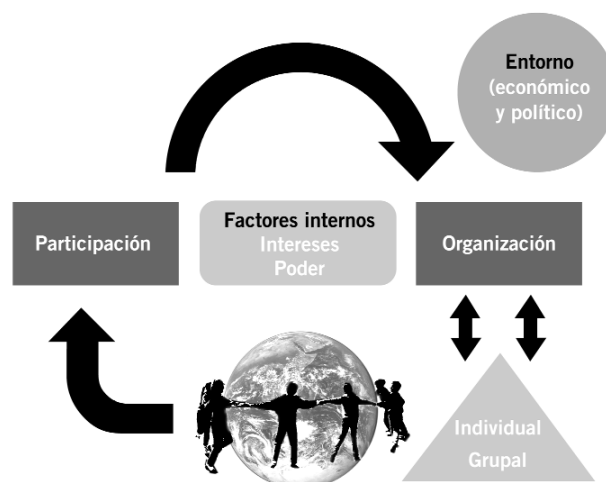 Entorno
(económico
y político)
Participación
Factores internos
Intereses
Poder
Organización
Individual
Grupal